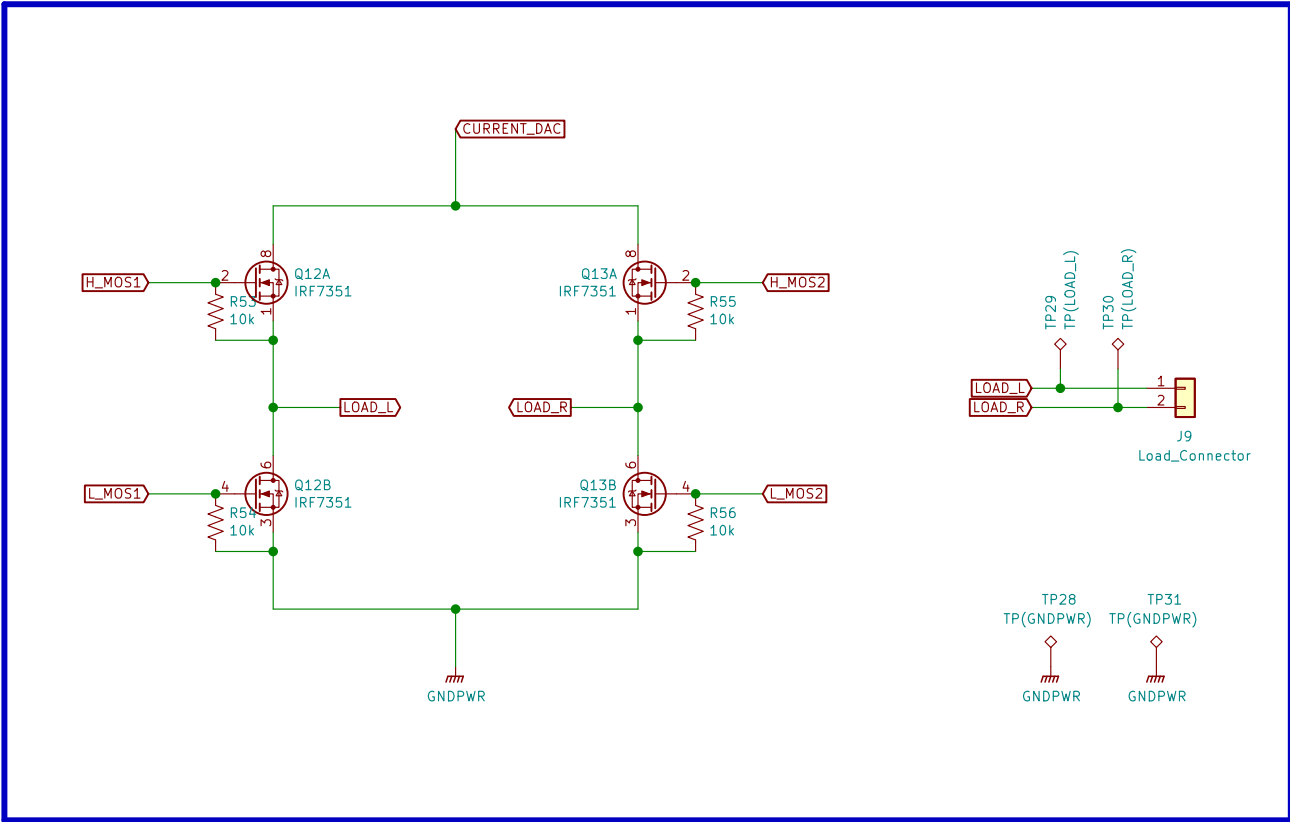 CURRENT_DAC
H_MOS1
2
8
1
Q12A
IRF7351
R53
10k
Q13A
IRF7351
8
1
2
H_MOS2
R55
10k
LOAD_L
LOAD_R
L_MOS1
4
6
3
Q12B
IRF7351
R54
10k
Q13B
IRF7351
6
3
4
L_MOS2
R56
10k
GNDPWR
TP29
TP(LOAD_L)
TP30
TP(LOAD_R)
LOAD_L
1
LOAD_R
2
J9
Load_Connector
TP28
TP(GNDPWR)
GNDPWR
TP31
TP(GNDPWR)
GNDPWR